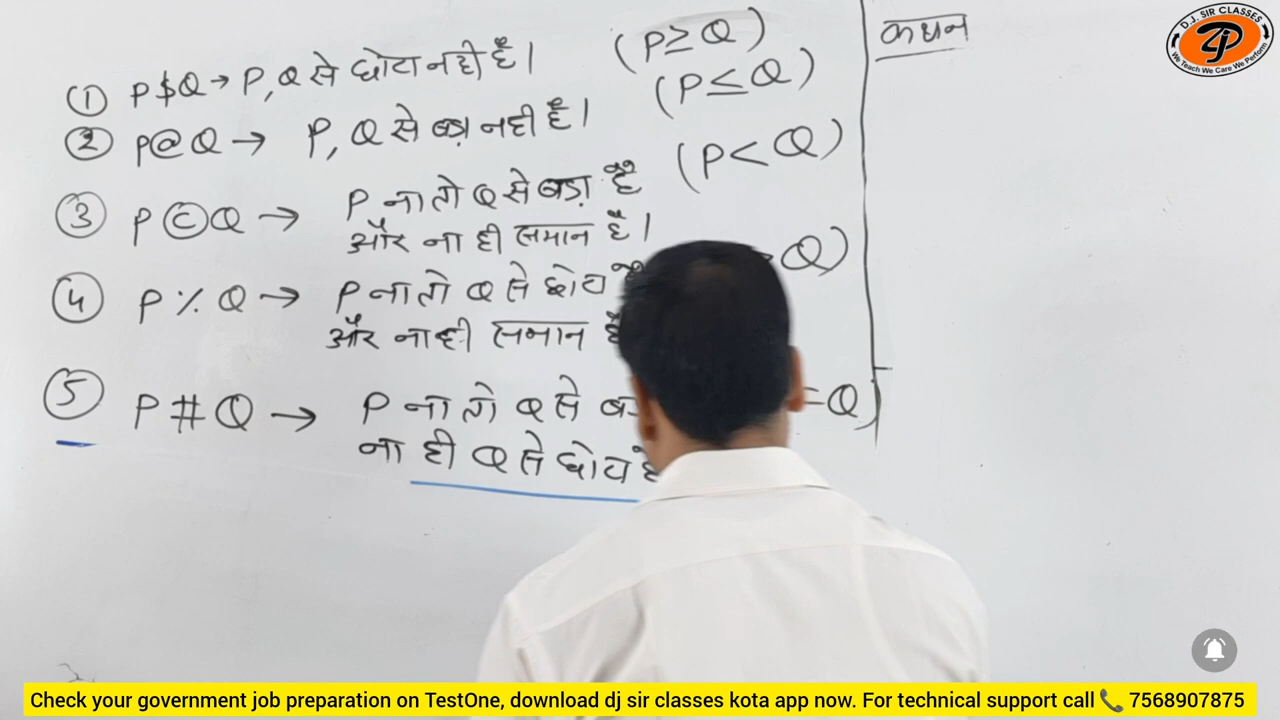 ① P$Q → P, Q से छोटा नही है। (P≥Q)
② P@Q → P, Q से बड़ा नही है। (P≤Q)
③ P©Q → P ना तो Q से बड़ा है (P<Q)
और ना ही समान है।
④ P%Q → P ना तो Q से छोटा Q)
और ना ही समान
⑤ P#Q → P ना तो Q से =Q)
ना ही Q से छोटा
कथन
D.J. SIR CLASSES
We Teach We Care We Perform
Check your government job preparation on TestOne, download dj sir classes kota app now. For technical support call 📞 7568907875